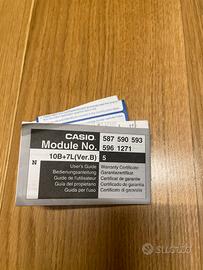 CASIO
Module No.
587 590 593
596 1271
10B+7L(Ver.B) 5
User's Guide
Bedienungsanleitung
Guide de l'utilisateur
Guía del propietario
Guida per l'uso
Warranty Certificate
Garantiezertifikat
Certificat de garantie
Certificado de garantía
Certificato di garanzia
N
subito